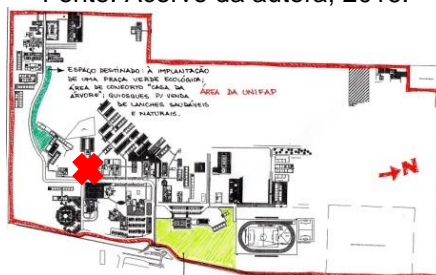 Fonte: Acervo da autora, 2018.
ESPAÇO DESTINADO: À IMPLANTAÇÃO
DE UMA PRAÇA VERDE ECOLÓGICA;
ÁREA DE CONFORTO "CASA DA
ÁRVORE"; QUIOSQUES P/ VENDA
DE LANCHES SAUDÁVEIS
E NATURAIS.
ÁREA DA UNIFAP
N